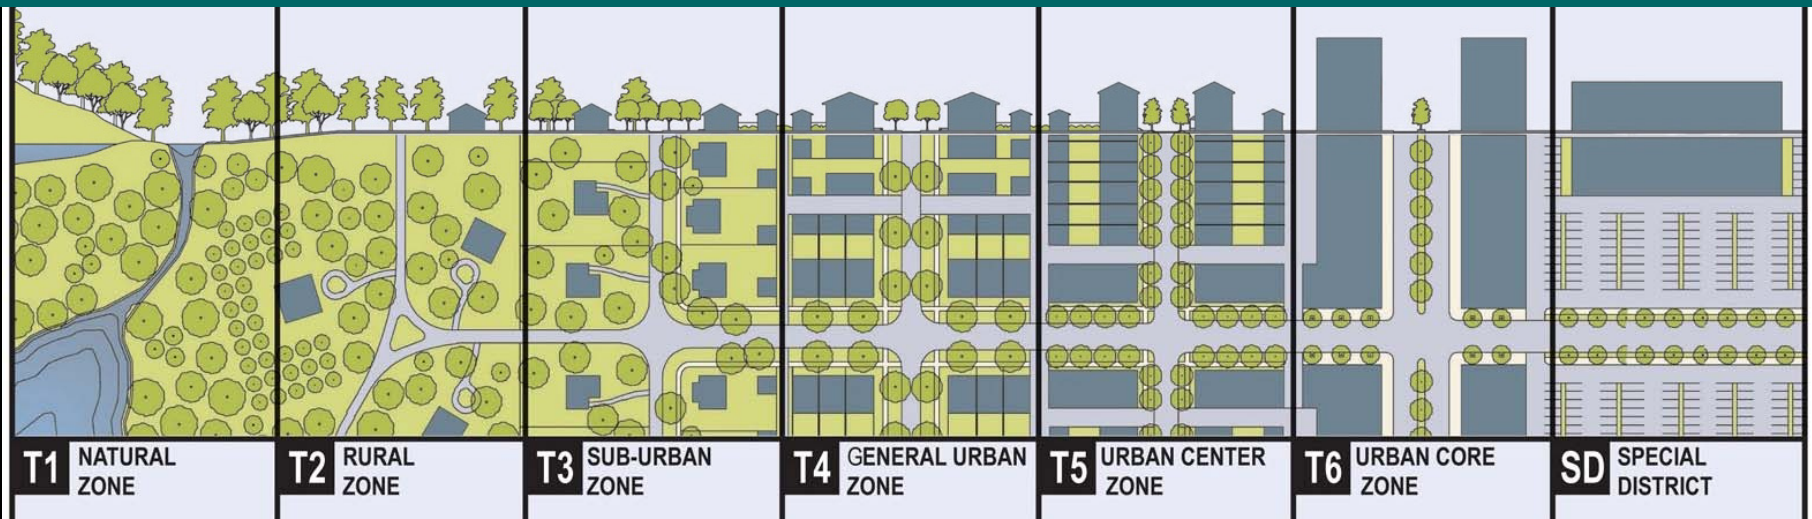 T1 NATURAL
ZONE
T2 RURAL
ZONE
T3 SUB-URBAN
ZONE
T4 GENERAL URBAN
ZONE
T5 URBAN CENTER
ZONE
T6 URBAN CORE
ZONE
SD SPECIAL
DISTRICT